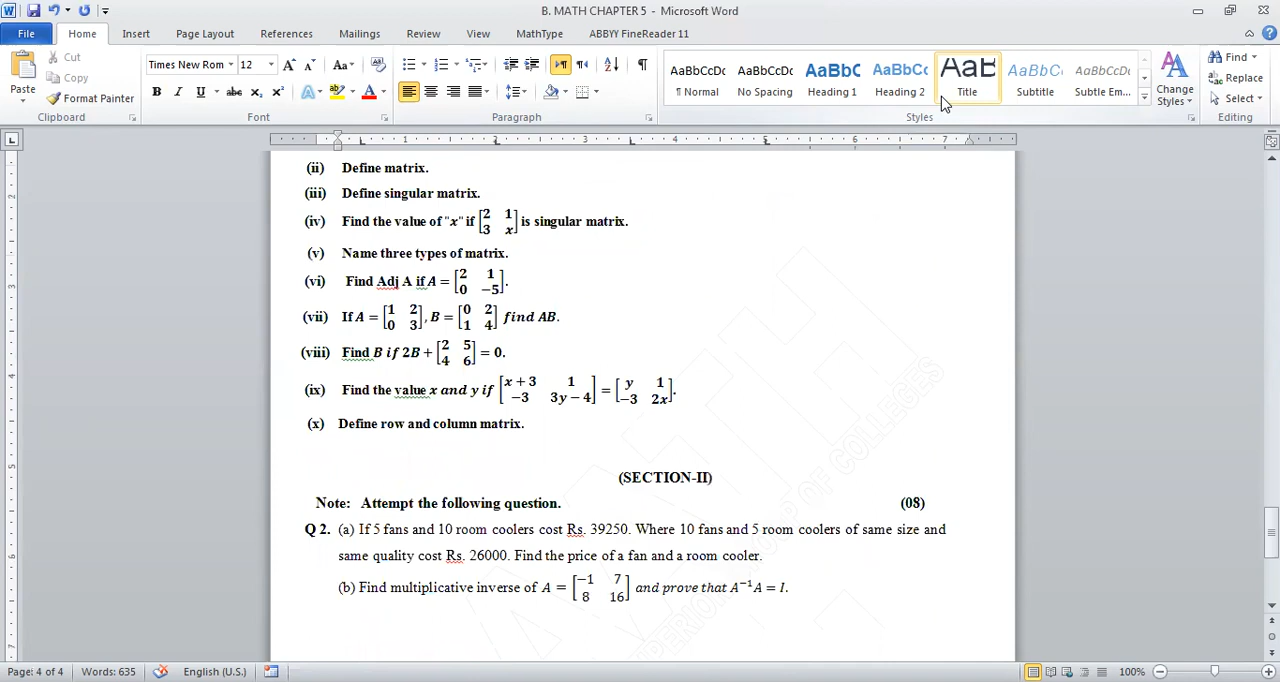 B. MATH CHAPTER 5 - Microsoft Word
File Home Insert Page Layout References Mailings Review View MathType ABBYY FineReader 11
Paste Cut Copy Format Painter
Times New Rom 12
AaBbCcDc AaBbCcDc AaBbC AaBbCc AaB AaBbCc. AaBbCcDc
¶ Normal No Spacing Heading 1 Heading 2 Title Subtitle Subtle Em...
Change Styles
Find Replace Select
Clipboard Font Paragraph Styles Editing
(ii) Define matrix.
(iii) Define singular matrix.
(iv) Find the value of "x" if [2 1; 3 x] is singular matrix.
(v) Name three types of matrix.
(vi) Find Adj A if A = [2 1; 0 −5].
(vii) If A = [1 2; 0 3], B = [0 2; 1 4] find AB.
(viii) Find B if 2B + [2 5; 4 6] = 0.
(ix) Find the value x and y if [x + 3 1; −3 3y − 4] = [y 1; −3 2x].
(x) Define row and column matrix.
(SECTION-II)
Note: Attempt the following question. (08)
Q 2. (a) If 5 fans and 10 room coolers cost Rs. 39250. Where 10 fans and 5 room coolers of same size and
same quality cost Rs. 26000. Find the price of a fan and a room cooler.
(b) Find multiplicative inverse of A = [−1 7; 8 16] and prove that A⁻¹A = I.
Page: 4 of 4 Words: 635 English (U.S.) 100%